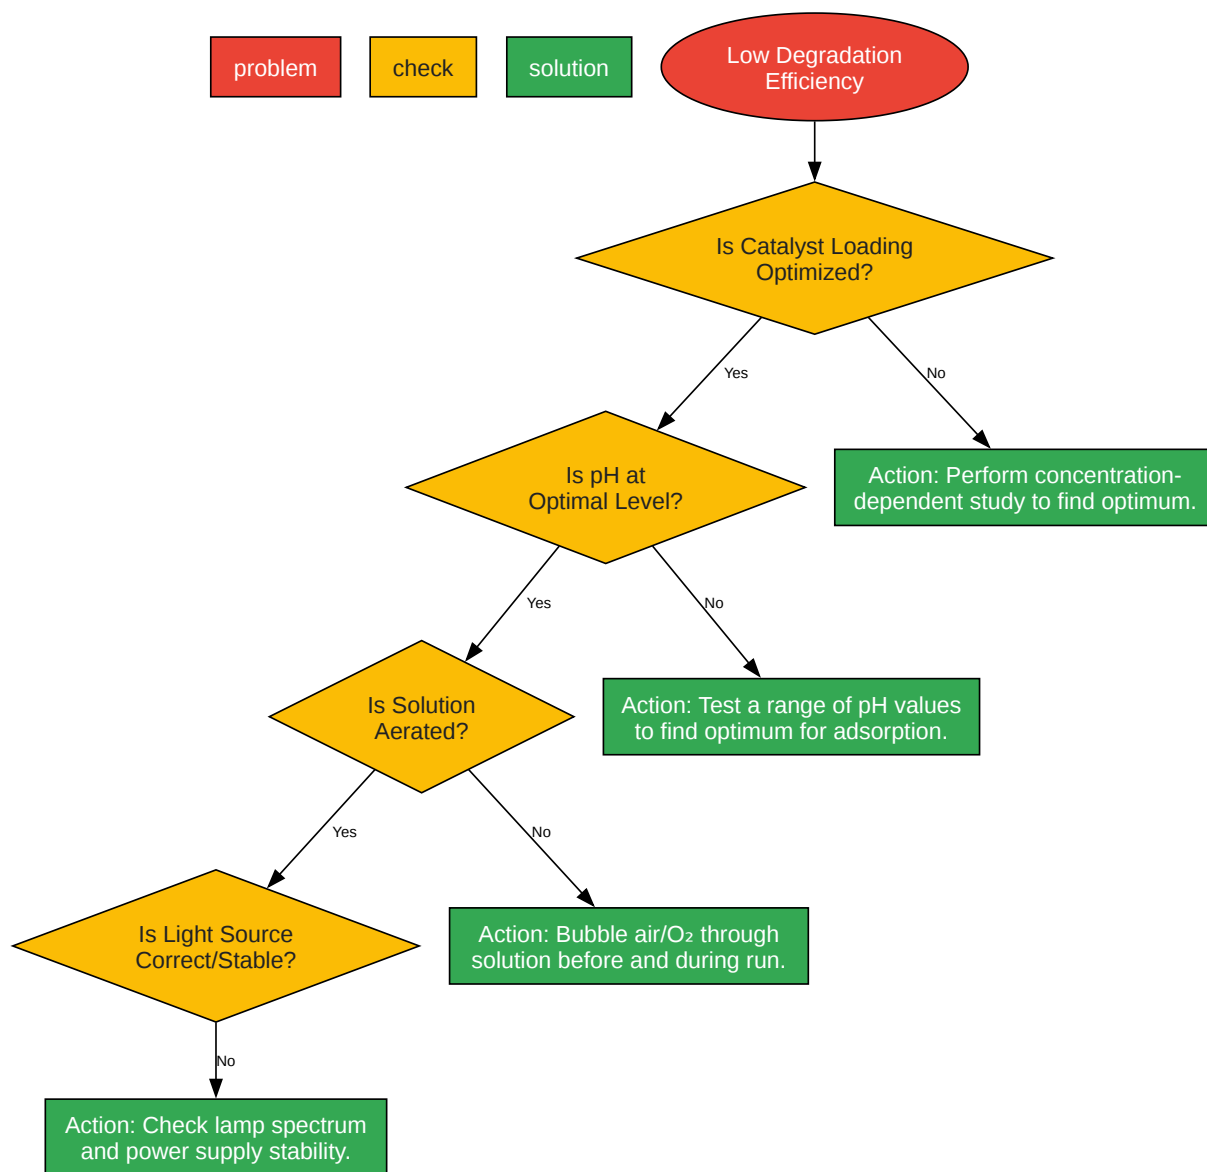 problem
check
solution
Low Degradation
Efficiency
Is Catalyst Loading
Optimized?
Yes
No
Is pH at
Optimal Level?
Action: Perform concentration-
dependent study to find optimum.
Yes
No
Is Solution
Aerated?
Action: Test a range of pH values
to find optimum for adsorption.
Yes
No
Is Light Source
Correct/Stable?
Action: Bubble air/O₂ through
solution before and during run.
No
Action: Check lamp spectrum
and power supply stability.